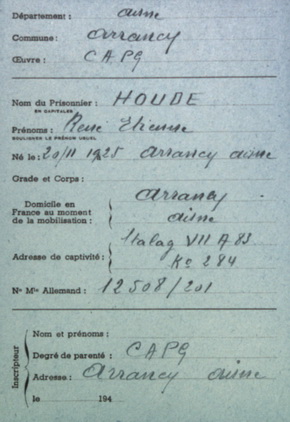 Département : aisne
Commune : Arrancy
Œuvre : CAPG
Nom du Prisonnier : HOUDE
EN CAPITALES
Prénoms : René Etienne
SOULIGNER LE PRÉNOM USUEL
Né le : 20/11 1925 Arrancy aisne
Grade et Corps :
Domicile en Arrancy
France au moment aisne
de la mobilisation :
Stalag VII A 83
Adresse de captivité : Ko 284
Nº Mle Allemand : 12508/201
Nom et prénoms :
Degré de parenté : CAPG
Inscripteur
Adresse : Arrancy aisne
le 194